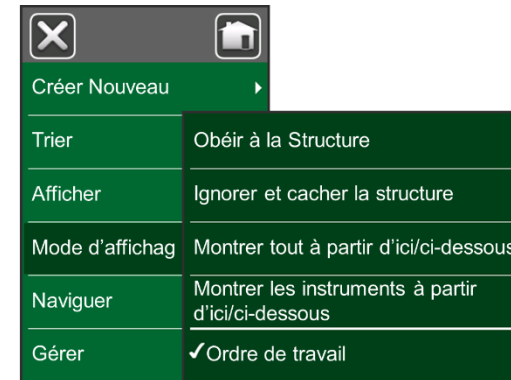 Créer Nouveau
Trier
Afficher
Mode d'affichag
Naviguer
Gérer
Obéir à la Structure
Ignorer et cacher la structure
Montrer tout à partir d'ici/ci-dessous
Montrer les instruments à partir
d'ici/ci-dessous
✓Ordre de travail